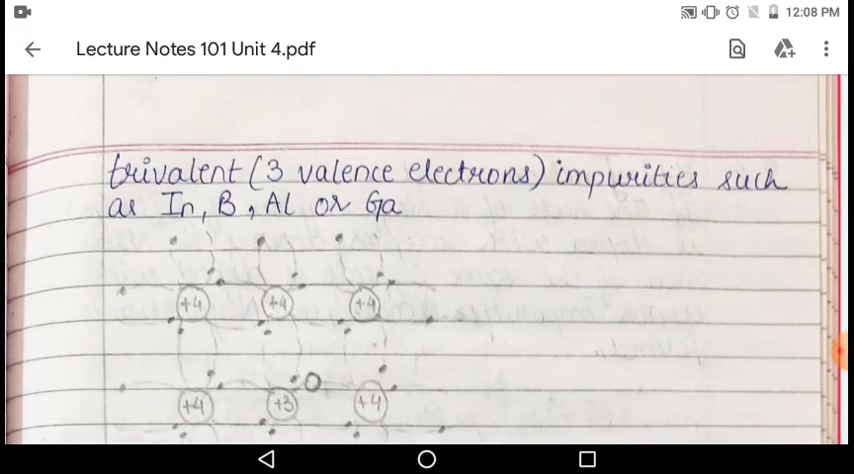 12:08 PM
Lecture Notes 101 Unit 4.pdf
trivalent (3 valence electrons) impurities such
as In, B, Al or Ga
+4 +4 +4
+4 +3 +4